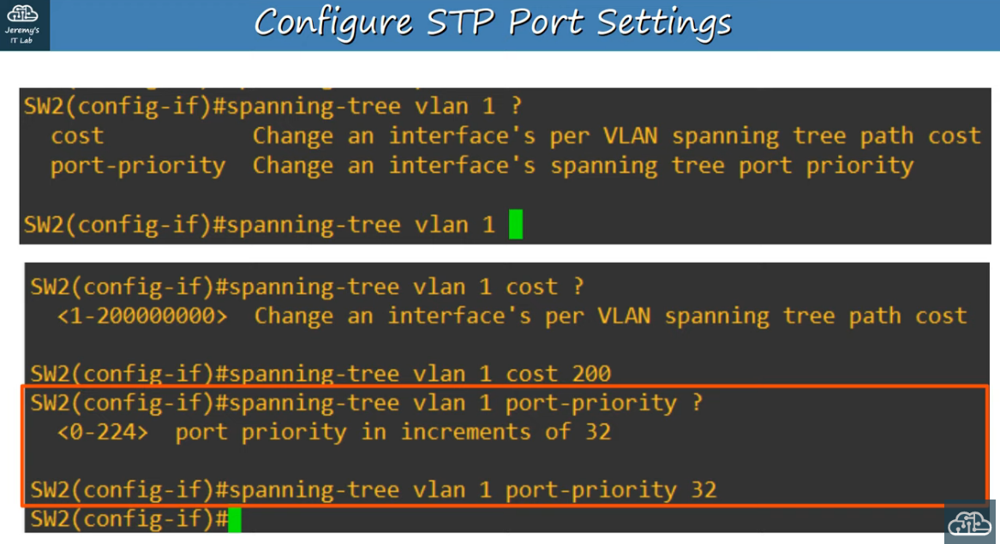 Jeremy's
IT Lab
Configure STP Port Settings
SW2(config-if)#spanning-tree vlan 1 ?
  cost           Change an interface's per VLAN spanning tree path cost
  port-priority  Change an interface's spanning tree port priority
SW2(config-if)#spanning-tree vlan 1
SW2(config-if)#spanning-tree vlan 1 cost ?
  <1-200000000>  Change an interface's per VLAN spanning tree path cost
SW2(config-if)#spanning-tree vlan 1 cost 200
SW2(config-if)#spanning-tree vlan 1 port-priority ?
  <0-224>  port priority in increments of 32
SW2(config-if)#spanning-tree vlan 1 port-priority 32
SW2(config-if)#